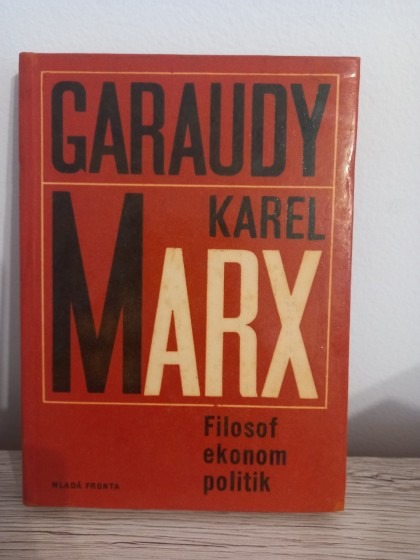 GARAUDY
KAREL
MARX
Filosof
ekonom
politik
MLADÁ FRONTA